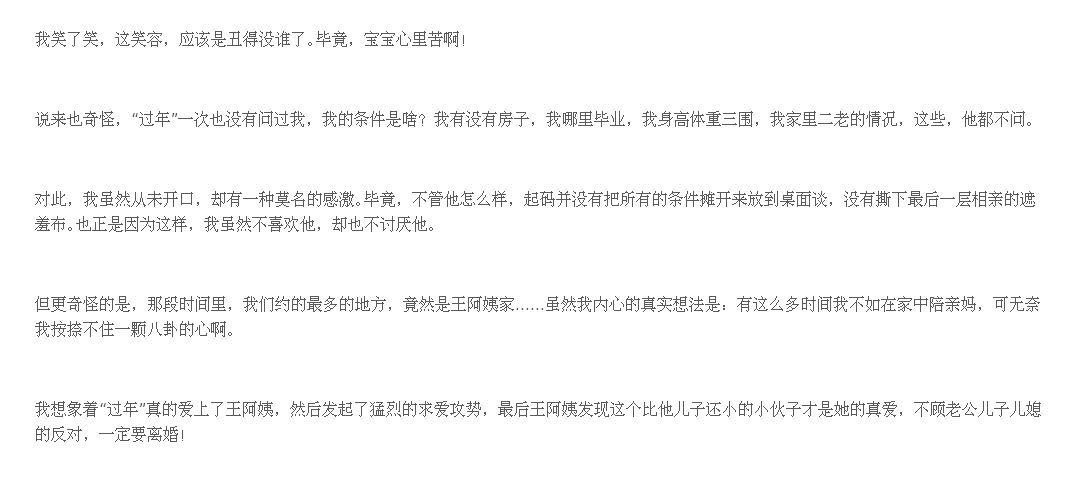 我笑了笑，这笑容，应该是丑得没谁了。毕竟，宝宝心里苦啊！
说来也奇怪，“过年”一次也没有问过我，我的条件是啥？我有没有房子，我哪里毕业，我身高体重三围，我家里二老的情况，这些，他都不问。
对此，我虽然从未开口，却有一种莫名的感激。毕竟，不管他怎么样，起码并没有把所有的条件摊开来放到桌面谈，没有撕下最后一层相亲的遮
羞布。也正是因为这样，我虽然不喜欢他，却也不讨厌他。
但更奇怪的是，那段时间里，我们约的最多的地方，竟然是王阿姨家……虽然我内心的真实想法是：有这么多时间我不如在家中陪亲妈，可无奈
我按捺不住一颗八卦的心啊。
我想象着“过年”真的爱上了王阿姨，然后发起了猛烈的求爱攻势，最后王阿姨发现这个比他儿子还小的小伙子才是她的真爱，不顾老公儿子儿媳
的反对，一定要离婚！